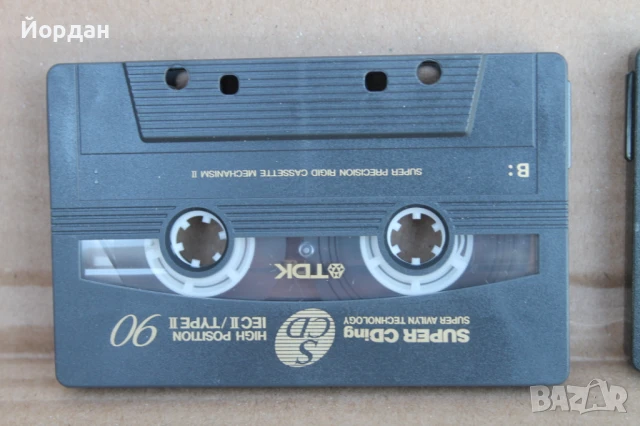 Йордан
SUPER CDing
SUPER AVILYN TECHNOLOGY
S
CD
HIGH POSITION
IEC II / TYPE II
90
TDK
B:
SUPER PRECISION RIGID CASSETTE MECHANISM II
BAZAR